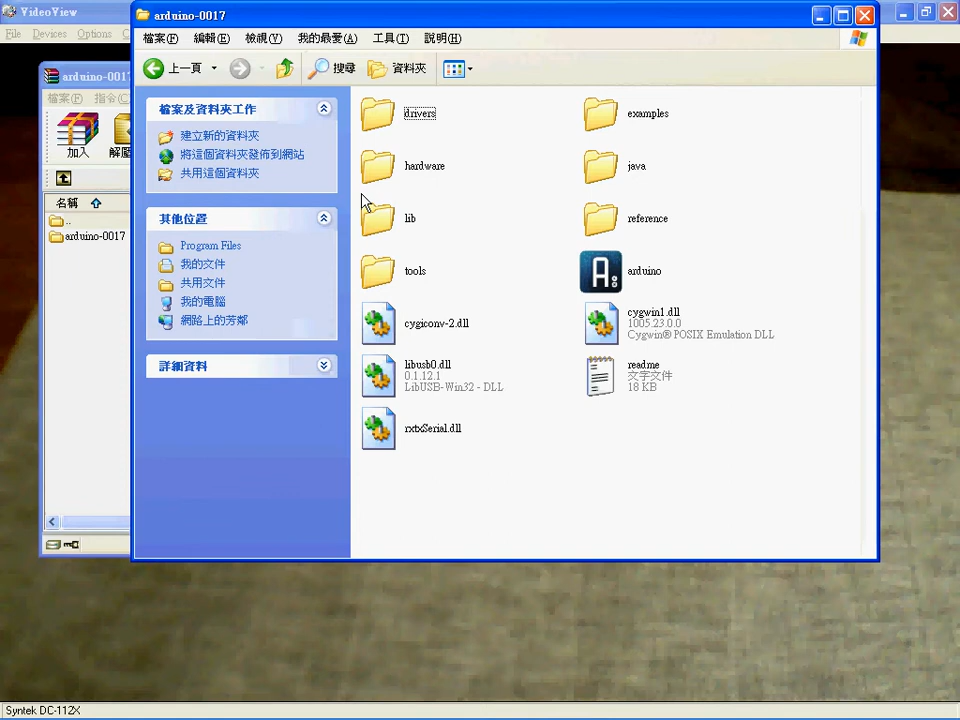 VideoView
File Devices Options
arduino-0017
檔案(F) 指令(C)
加入
名稱
..
arduino-0017
arduino-0017
檔案(F) 編輯(E) 檢視(V) 我的最愛(A) 工具(T) 說明(H)
上一頁 搜尋 資料夾
檔案及資料夾工作
建立新的資料夾
將這個資料夾發佈到網站
共用這個資料夾
其他位置
Program Files
我的文件
共用文件
我的電腦
網路上的芳鄰
詳細資料
drivers
examples
hardware
java
lib
reference
tools
arduino
cygiconv-2.dll
cygwin1.dll
1005.23.0.0
Cygwin® POSIX Emulation DLL
libusb0.dll
0.1.12.1
LibUSB-Win32 - DLL
readme
文字文件
18 KB
rxtxSerial.dll
Syntek DC-112X